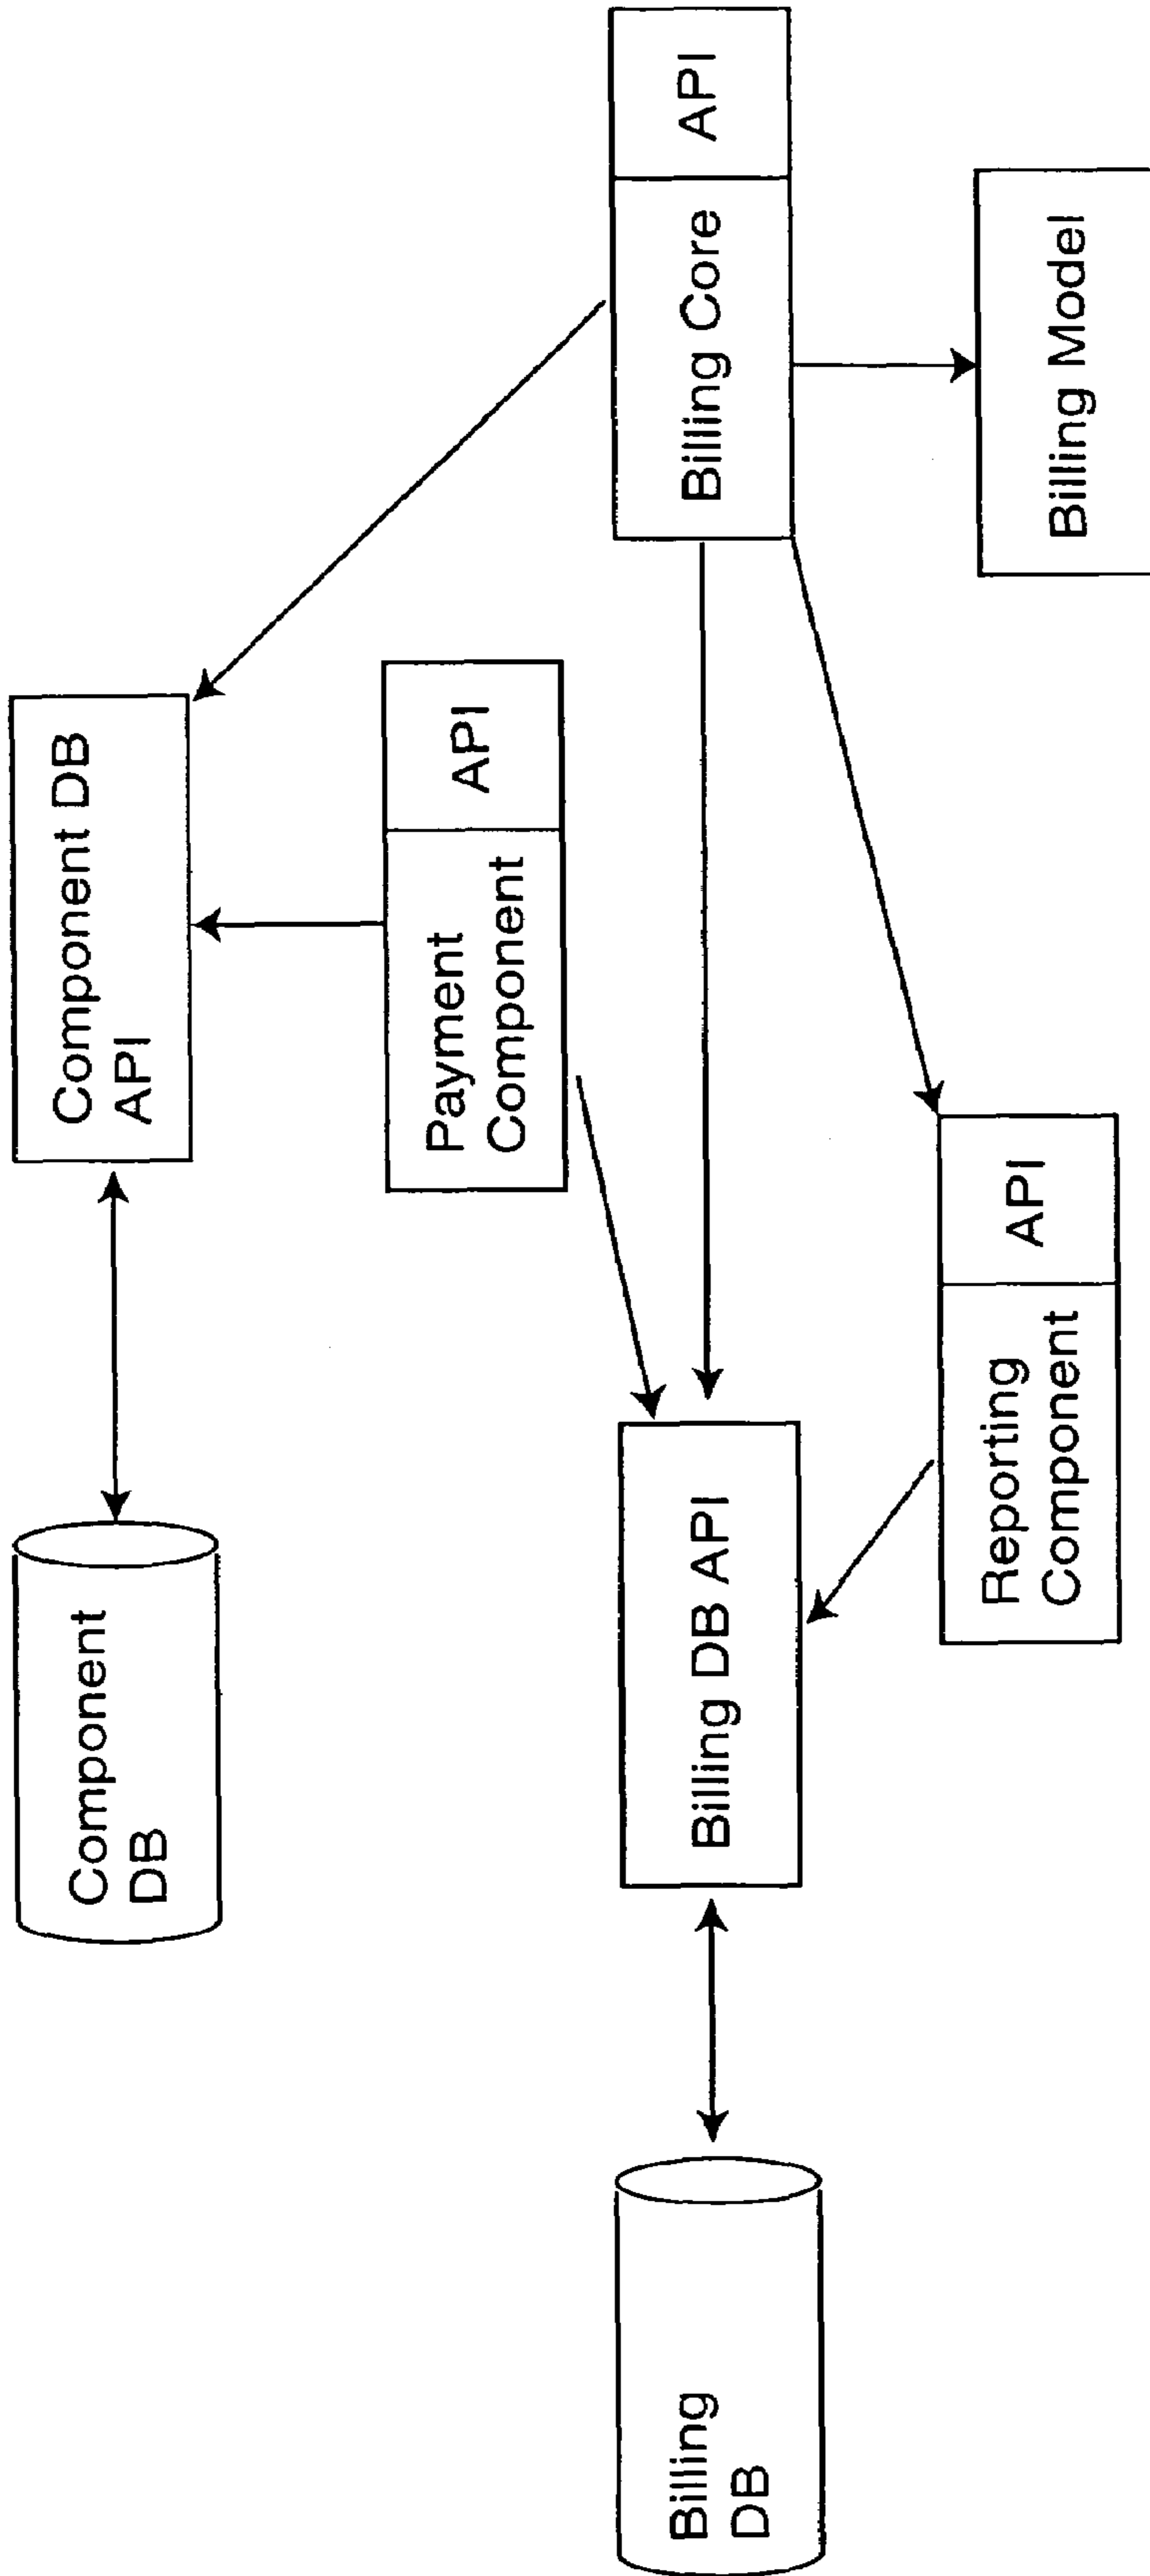 Component
DB
Component DB
API
Payment
Component
API
Billing
DB
Billing DB API
Billing Core
API
Reporting
Component
API
Billing Model